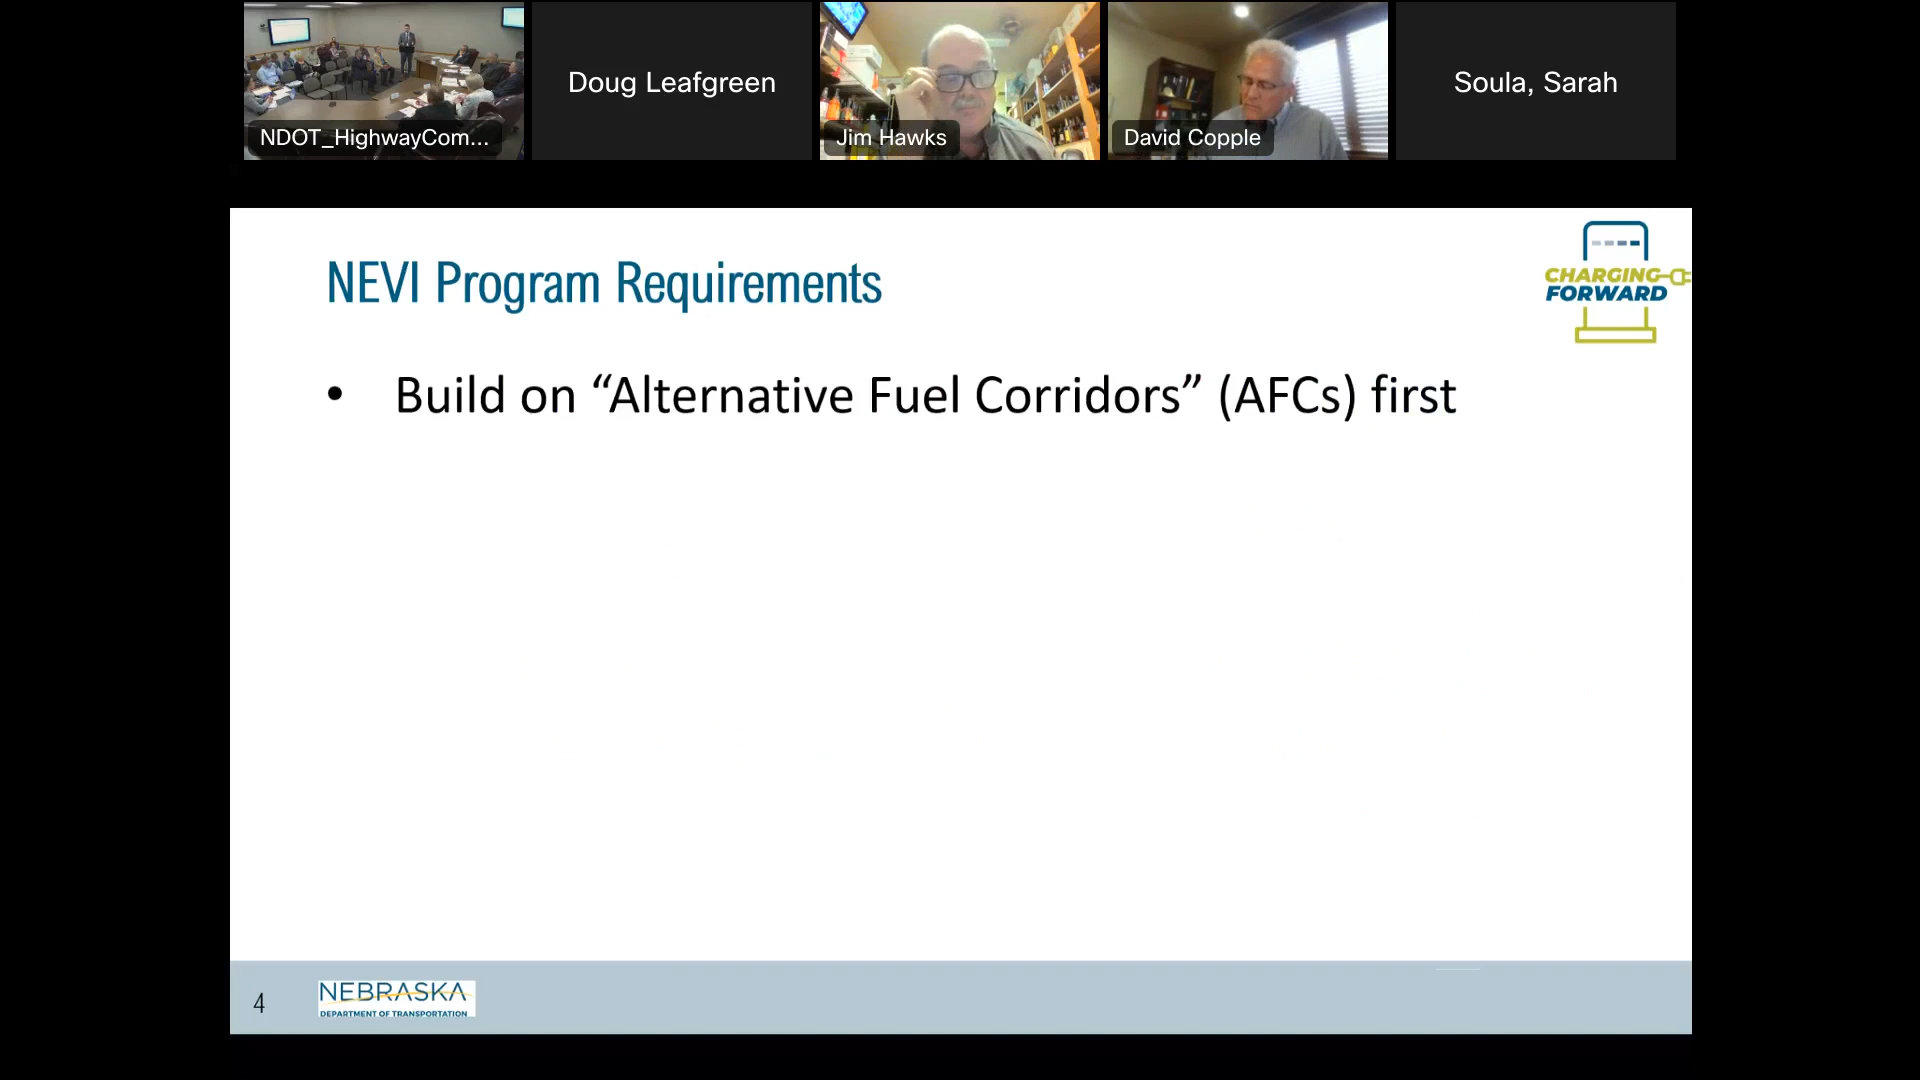 NDOT_HighwayCom...
Doug Leafgreen
Jim Hawks
David Copple
Soula, Sarah
NEVI Program Requirements
CHARGING
FORWARD
• Build on “Alternative Fuel Corridors” (AFCs) first
4
NEBRASKA
DEPARTMENT OF TRANSPORTATION